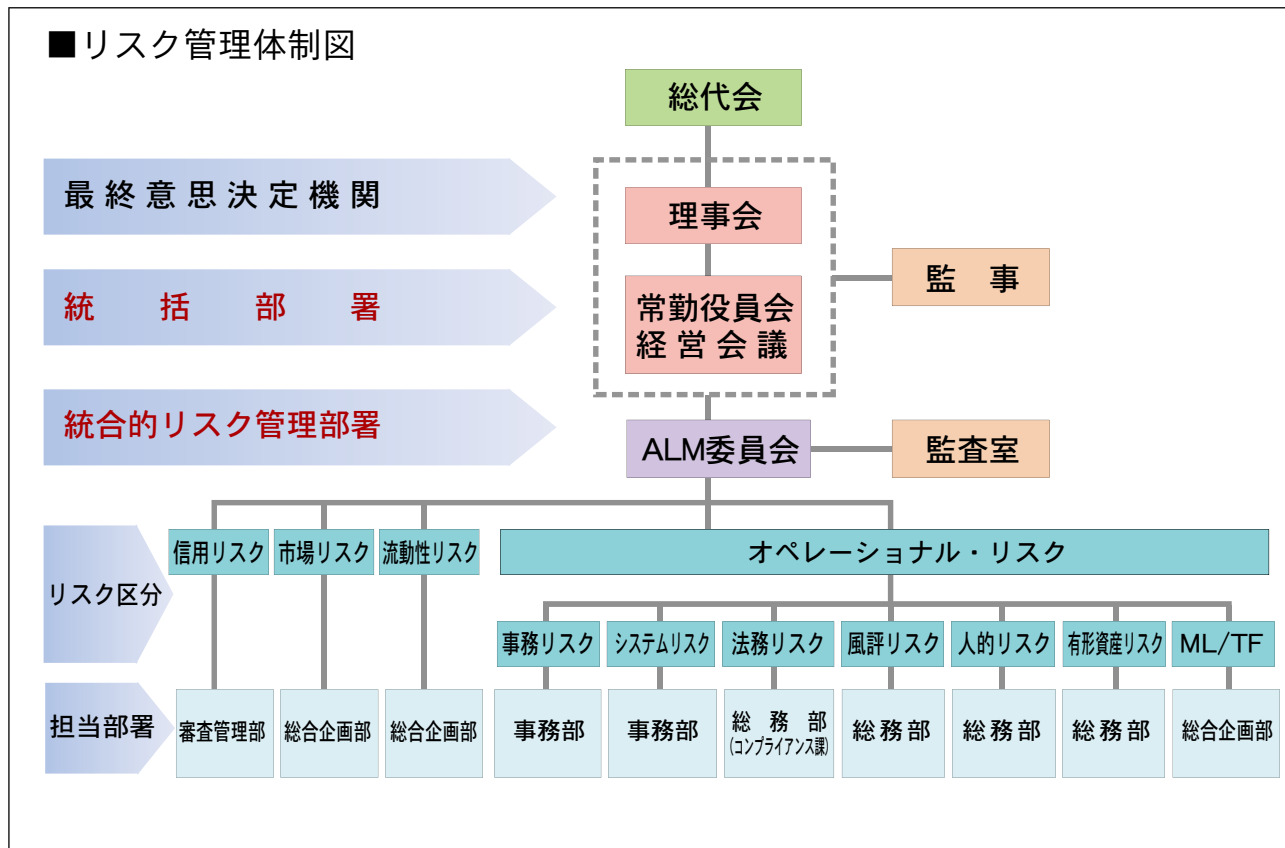 ■リスク管理体制図
総代会
最終意思決定機関
理事会
統括部署
常勤役員会
経営会議
監　事
統合的リスク管理部署
ALM委員会
監査室
リスク区分
信用リスク
市場リスク
流動性リスク
オペレーショナル・リスク
事務リスク
システムリスク
法務リスク
風評リスク
人的リスク
有形資産リスク
ML/TF
担当部署
審査管理部
総合企画部
総合企画部
事務部
事務部
総務部
(コンプライアンス課)
総務部
総務部
総務部
総合企画部